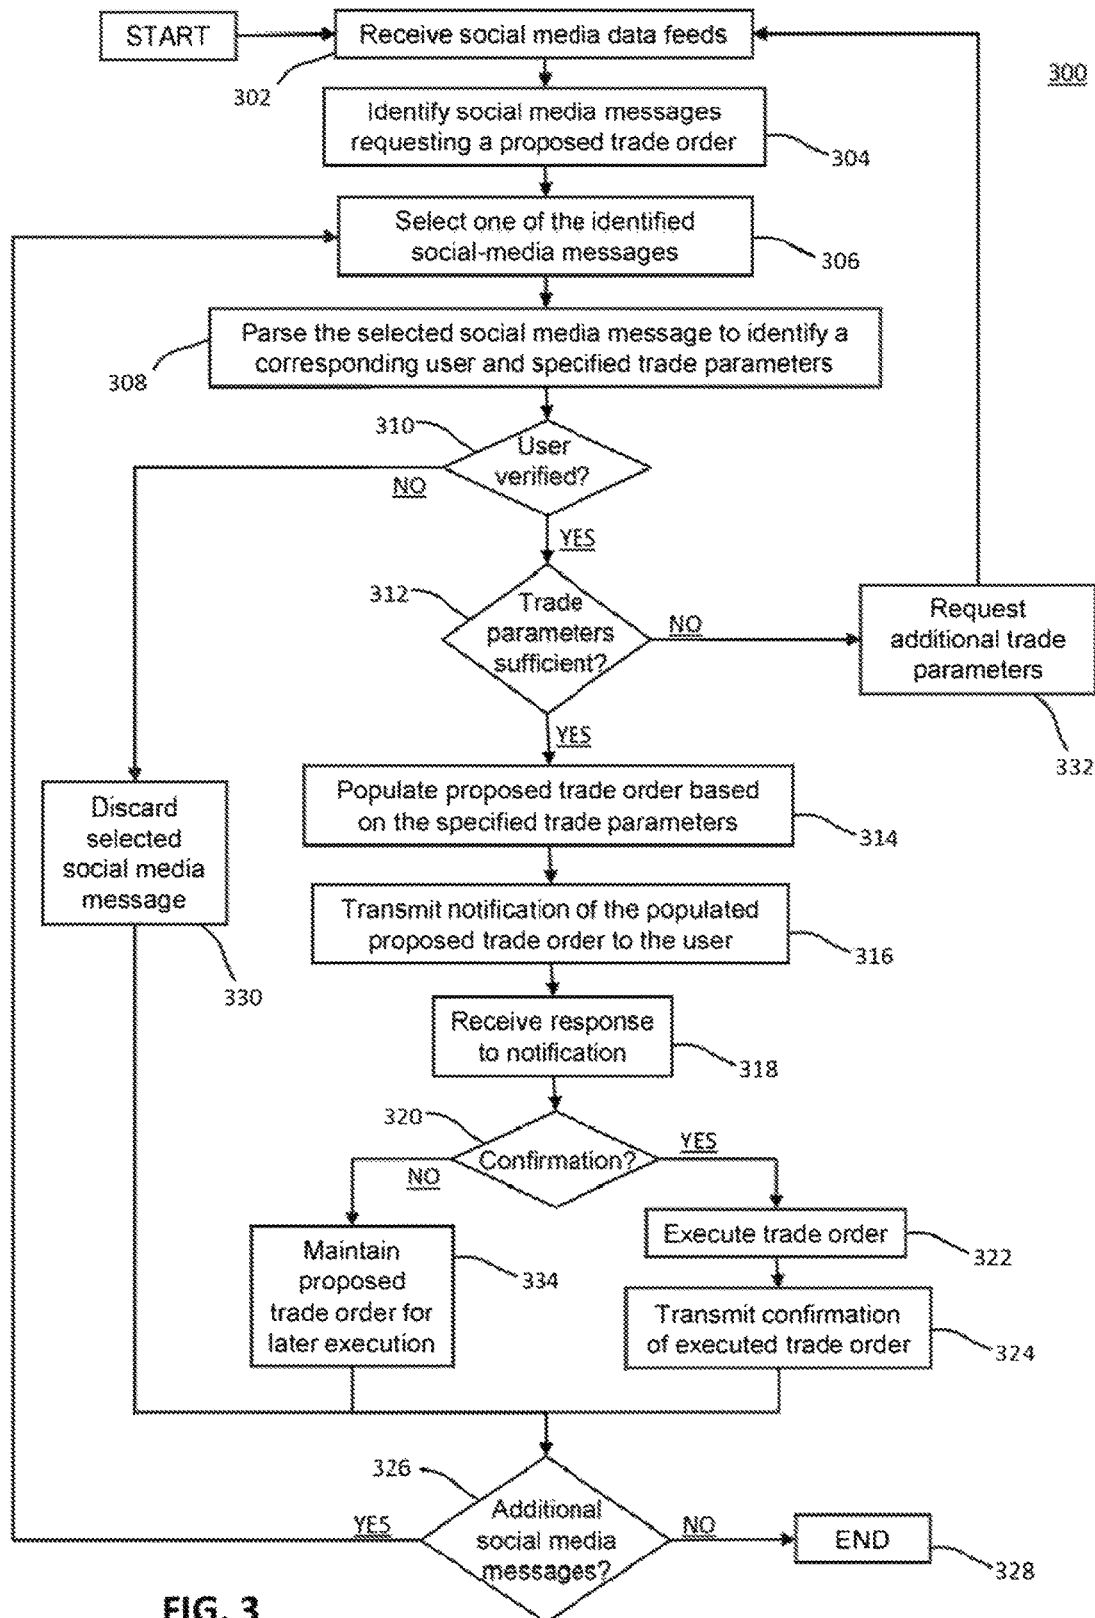 START
Receive social media data feeds
300
302
Identify social media messages
requesting a proposed trade order
304
Select one of the identified
social-media messages
306
Parse the selected social media message to identify a
corresponding user and specified trade parameters
308
310
User
verified?
NO
YES
312
Trade
parameters
sufficient?
NO
Request
additional trade
parameters
332
YES
Populate proposed trade order based
on the specified trade parameters
314
Discard
selected
social media
message
330
Transmit notification of the populated
proposed trade order to the user
316
Receive response
to notification
318
320
Confirmation?
YES
NO
Execute trade order
322
Maintain
proposed
trade order for
later execution
334
Transmit confirmation
of executed trade order
324
326
Additional
social media
messages?
YES
NO
END
328
FIG. 3